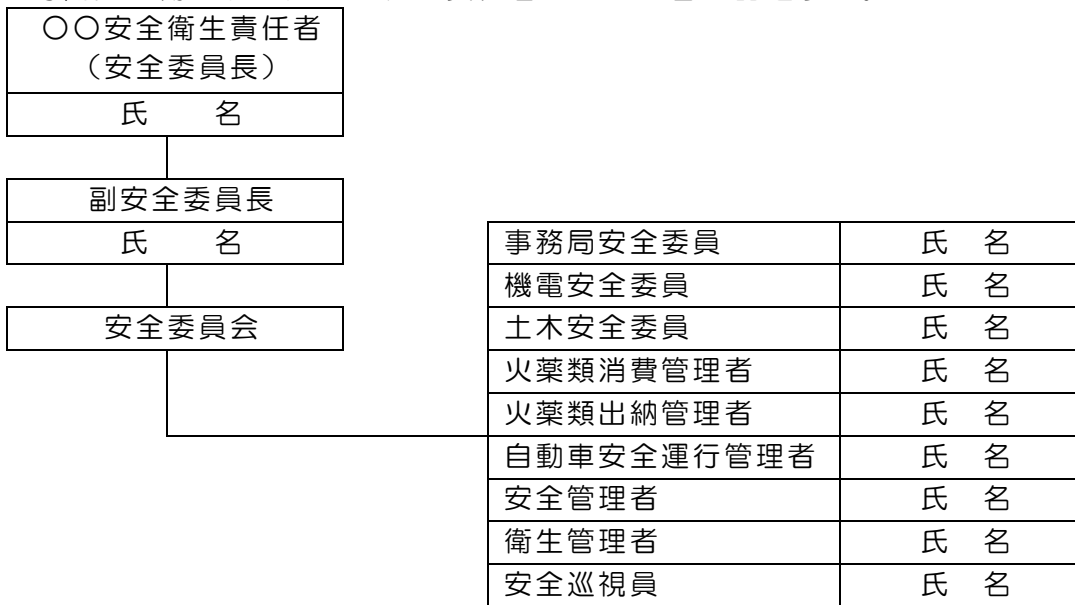 〇〇安全衛生責任者
（安全委員長）
氏　名
副安全委員長
氏　名
安全委員会
事務局安全委員　氏　名
機電安全委員　氏　名
土木安全委員　氏　名
火薬類消費管理者　氏　名
火薬類出納管理者　氏　名
自動車安全運行管理者　氏　名
安全管理者　氏　名
衛生管理者　氏　名
安全巡視員　氏　名